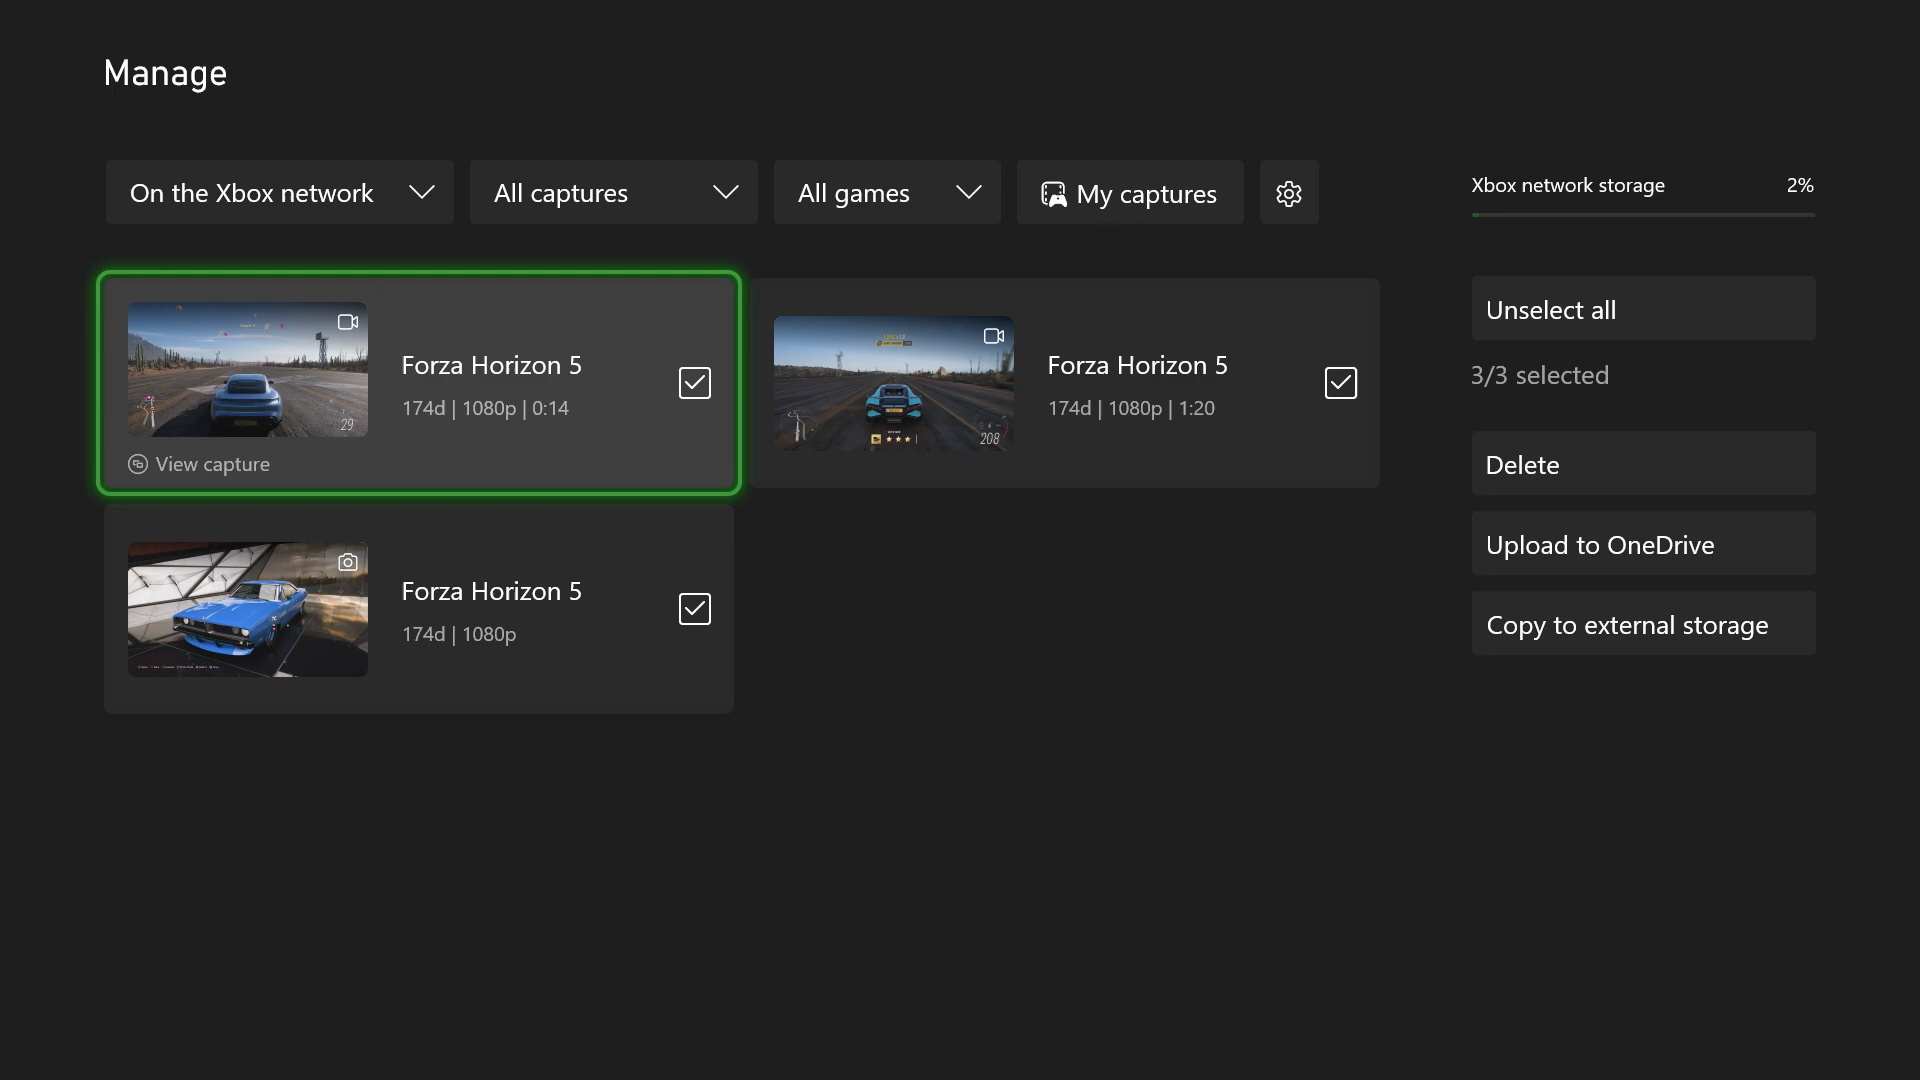 Manage
On the Xbox network
All captures
All games
My captures
Xbox network storage 2%
Forza Horizon 5
174d | 1080p | 0:14
29
View capture
Forza Horizon 5
174d | 1080p | 1:20
208
Forza Horizon 5
174d | 1080p
Unselect all
3/3 selected
Delete
Upload to OneDrive
Copy to external storage